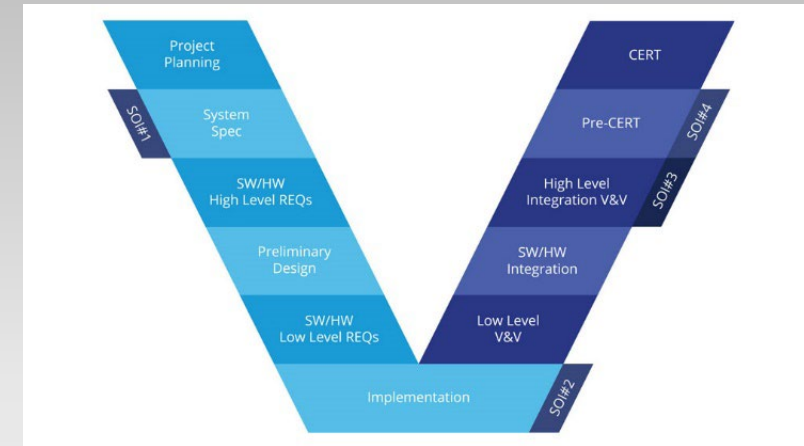 Project
Planning
SOI#1
System
Spec
SW/HW
High Level REQs
Preliminary
Design
SW/HW
Low Level REQs
Implementation
SOI#2
Low Level
V&V
SW/HW
Integration
High Level
Integration V&V
SOI#3
Pre-CERT
SOI#4
CERT